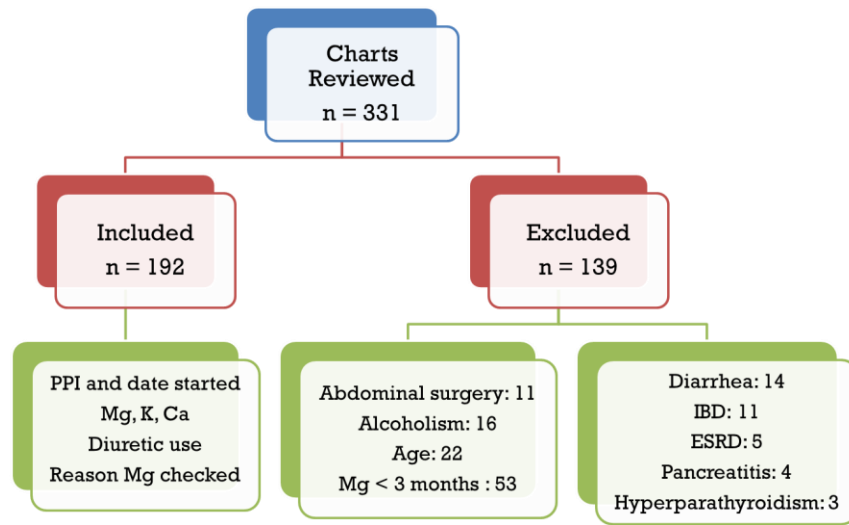 Charts
Reviewed
n = 331
Included
n = 192
Excluded
n = 139
PPI and date started
Mg, K, Ca
Diuretic use
Reason Mg checked
Abdominal surgery: 11
Alcoholism: 16
Age: 22
Mg < 3 months : 53
Diarrhea: 14
IBD: 11
ESRD: 5
Pancreatitis: 4
Hyperparathyroidism: 3